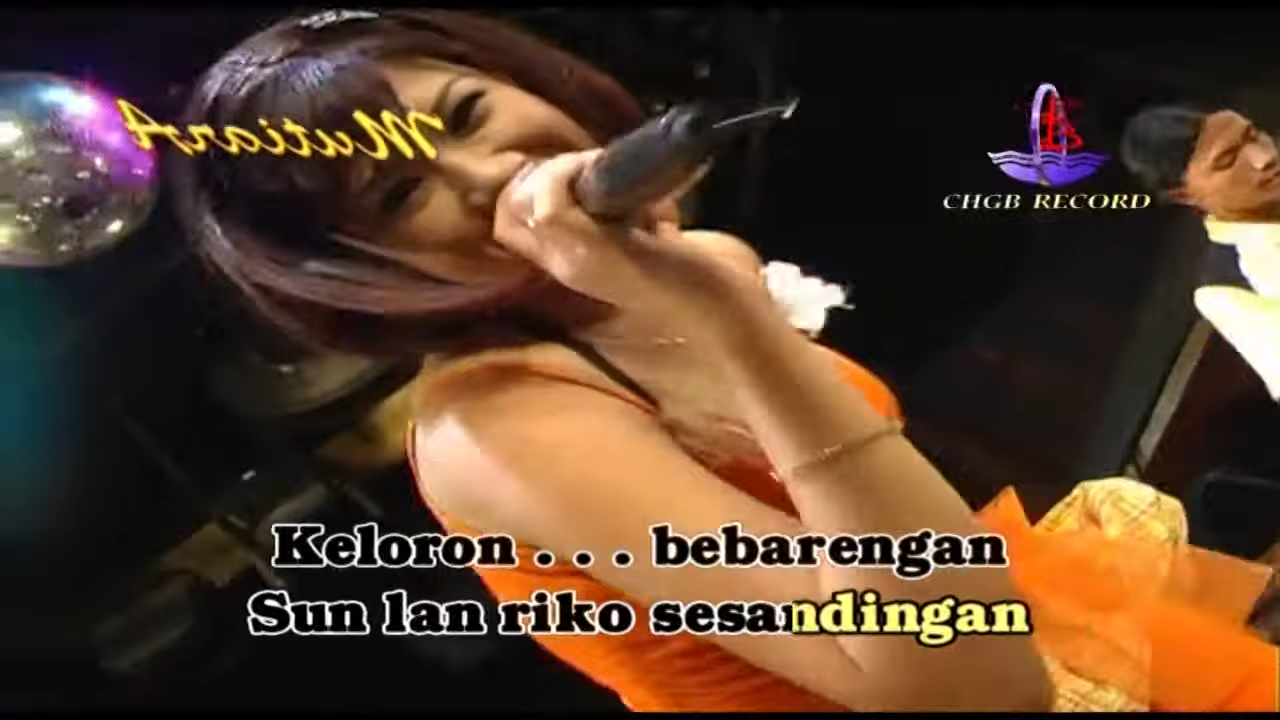 MutiarA
CHGB RECORD
Keloron . . . bebarengan
Sun lan riko sesandingan